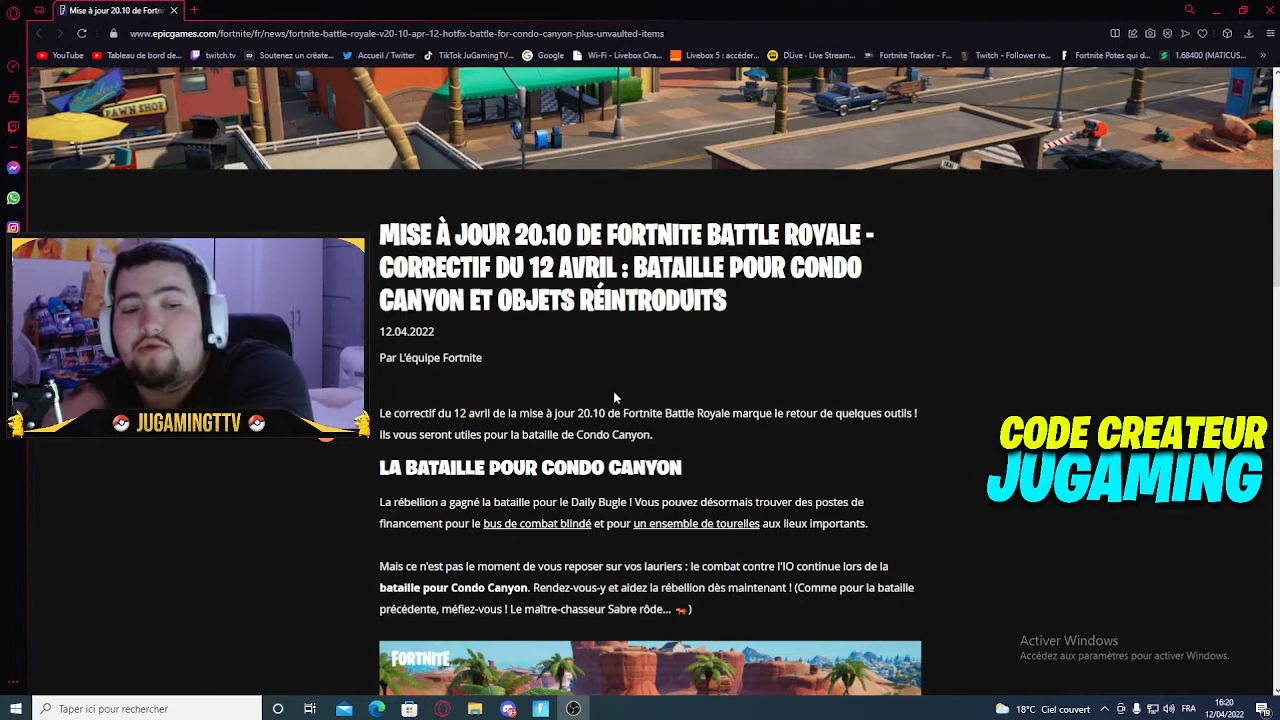 Mise à jour 20.10 de Fortn
www.epicgames.com/fortnite/fr/news/fortnite-battle-royale-v20-10-apr-12-hotfix-battle-for-condo-canyon-plus-unvaulted-items
YouTube
Tableau de bord de...
twitch.tv
Soutenez un créate...
Accueil / Twitter
TikTok JuGamingTV...
Google
Wi-Fi - Livebox Ora...
Livebox 5 : accéder...
DLive · Live Stream...
Fortnite Tracker - F...
Twitch - Follower re...
Fortnite Potes qui d...
1.68400 (MATICUS...
PAWN SHOP
MISE À JOUR 20.10 DE FORTNITE BATTLE ROYALE -
CORRECTIF DU 12 AVRIL : BATAILLE POUR CONDO
CANYON ET OBJETS RÉINTRODUITS
12.04.2022
Par L'équipe Fortnite
Le correctif du 12 avril de la mise à jour 20.10 de Fortnite Battle Royale marque le retour de quelques outils !
Ils vous seront utiles pour la bataille de Condo Canyon.
JUGAMINGTTV
CODE CREATEUR
JUGAMING
LA BATAILLE POUR CONDO CANYON
La rébellion a gagné la bataille pour le Daily Bugle ! Vous pouvez désormais trouver des postes de
financement pour le bus de combat blindé et pour un ensemble de tourelles aux lieux importants.
Mais ce n'est pas le moment de vous reposer sur vos lauriers : le combat contre l'IO continue lors de la
bataille pour Condo Canyon. Rendez-vous-y et aidez la rébellion dès maintenant ! (Comme pour la bataille
précédente, méfiez-vous ! Le maître-chasseur Sabre rôde... 🐅)
Activer Windows
Accédez aux paramètres pour activer Windows.
FORTNITE
Taper ici pour rechercher
18°C Ciel couvert
FRA
16:20
12/04/2022
19